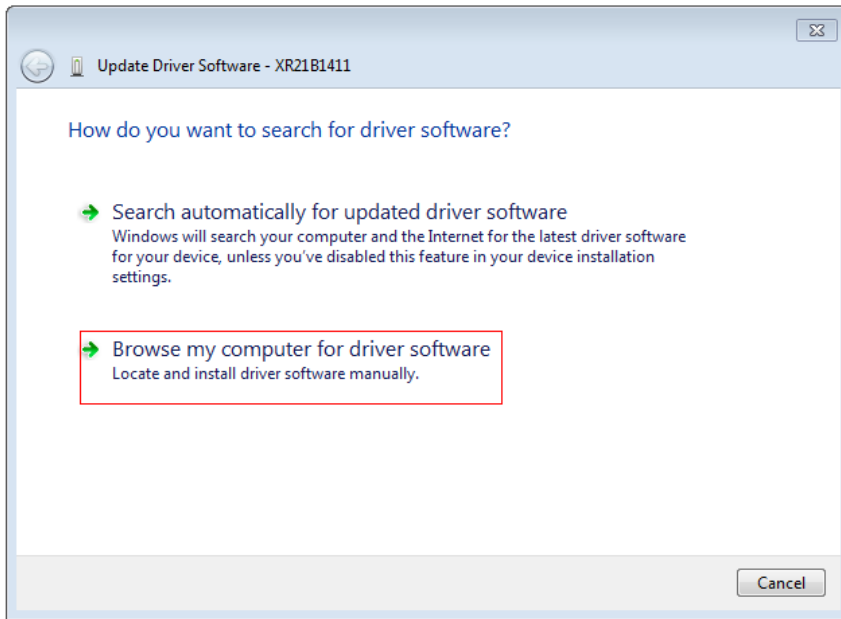 Update Driver Software - XR21B1411
How do you want to search for driver software?
Search automatically for updated driver software
Windows will search your computer and the Internet for the latest driver software
for your device, unless you've disabled this feature in your device installation
settings.
Browse my computer for driver software
Locate and install driver software manually.
Cancel